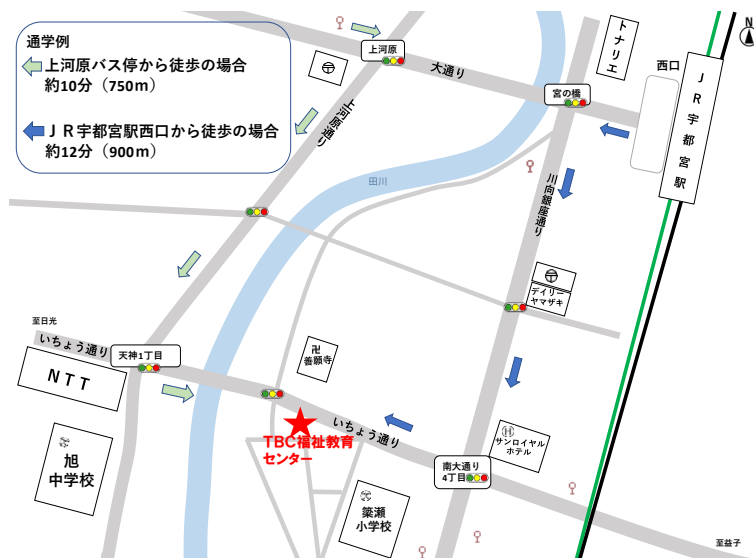 通学例
上河原バス停から徒歩の場合
約10分（750m）
ＪＲ宇都宮駅西口から徒歩の場合
約12分（900m）
上河原
大通り
宮の橋
トナリエ
西口
ＪＲ宇都宮駅
N
上河原通り
田川
川向銀座通り
デイリー
ヤマザキ
至日光
いちょう通り
天神1丁目
NTT
卍
善願寺
旭
中学校
TBC福祉教育
センター
いちょう通り
H
サンロイヤル
ホテル
南大通り
4丁目
簗瀬
小学校
至益子